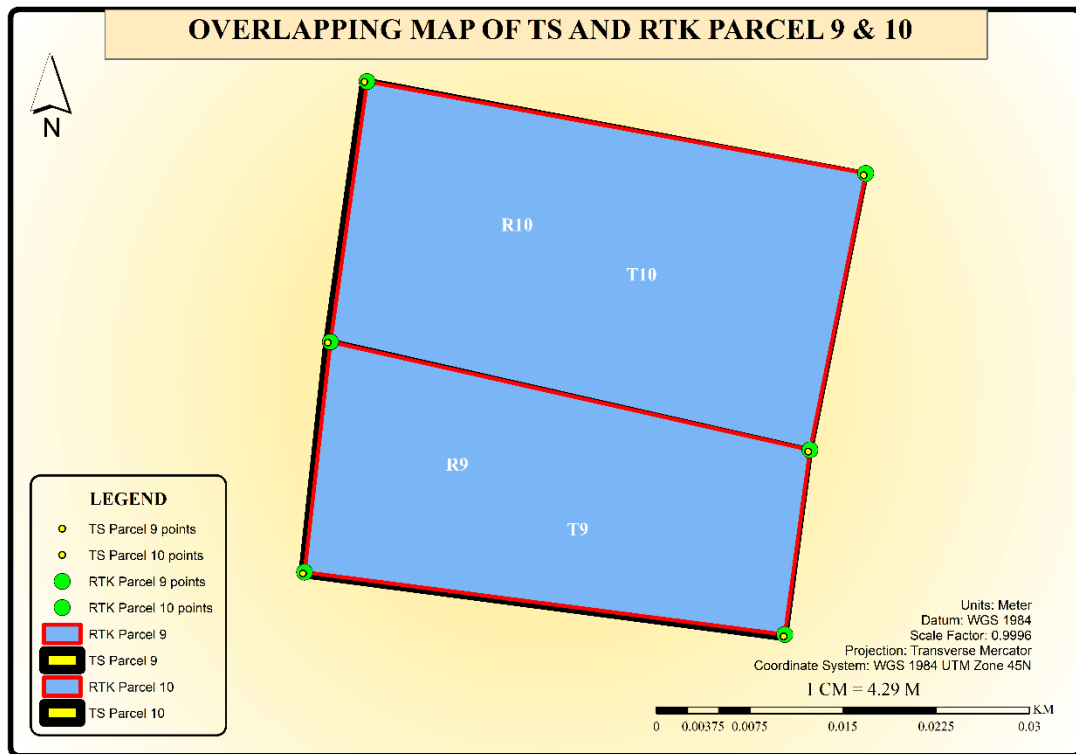 OVERLAPPING MAP OF TS AND RTK PARCEL 9 & 10
N
R10
T10
R9
T9
LEGEND
TS Parcel 9 points
TS Parcel 10 points
RTK Parcel 9 points
RTK Parcel 10 points
RTK Parcel 9
TS Parcel 9
RTK Parcel 10
TS Parcel 10
Units: Meter
Datum: WGS 1984
Scale Factor: 0.9996
Projection: Transverse Mercator
Coordinate System: WGS 1984 UTM Zone 45N
1 CM = 4.29 M
KM
0 0.00375 0.0075 0.015 0.0225 0.03